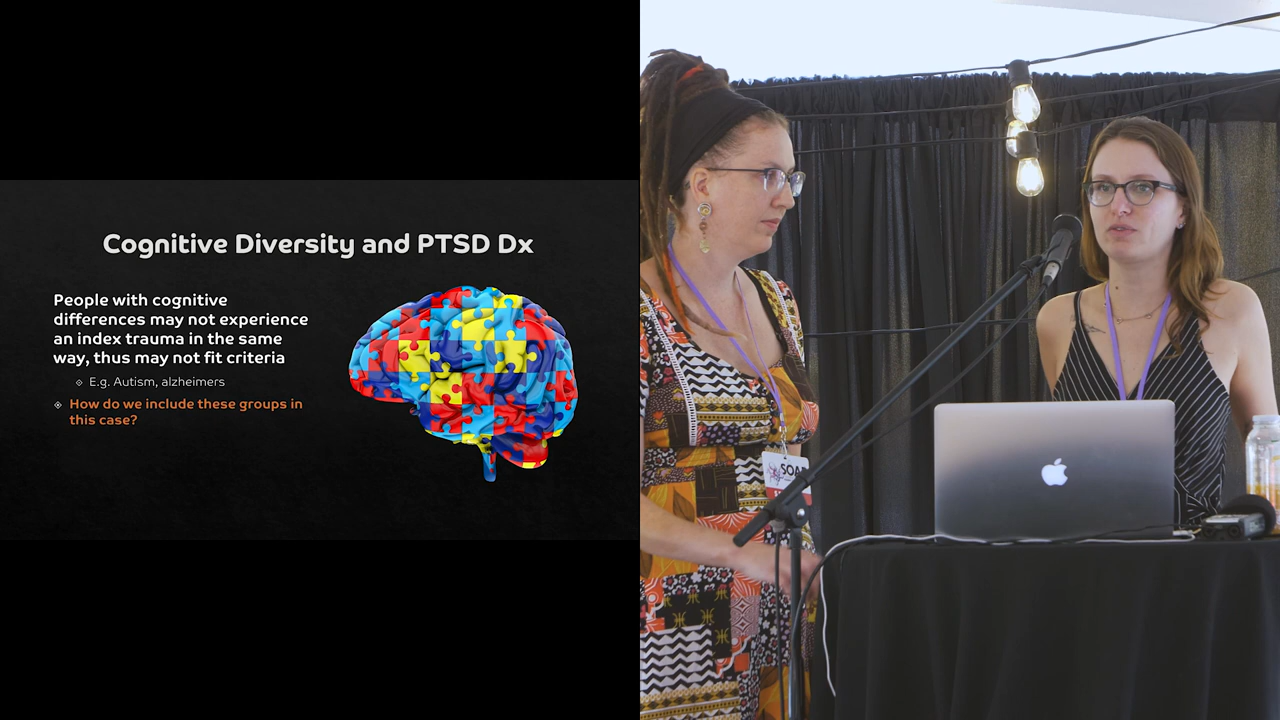 Cognitive Diversity and PTSD Dx
People with cognitive
differences may not experience
an index trauma in the same
way, thus may not fit criteria
E.g. Autism, alzheimers
How do we include these groups in
this case?